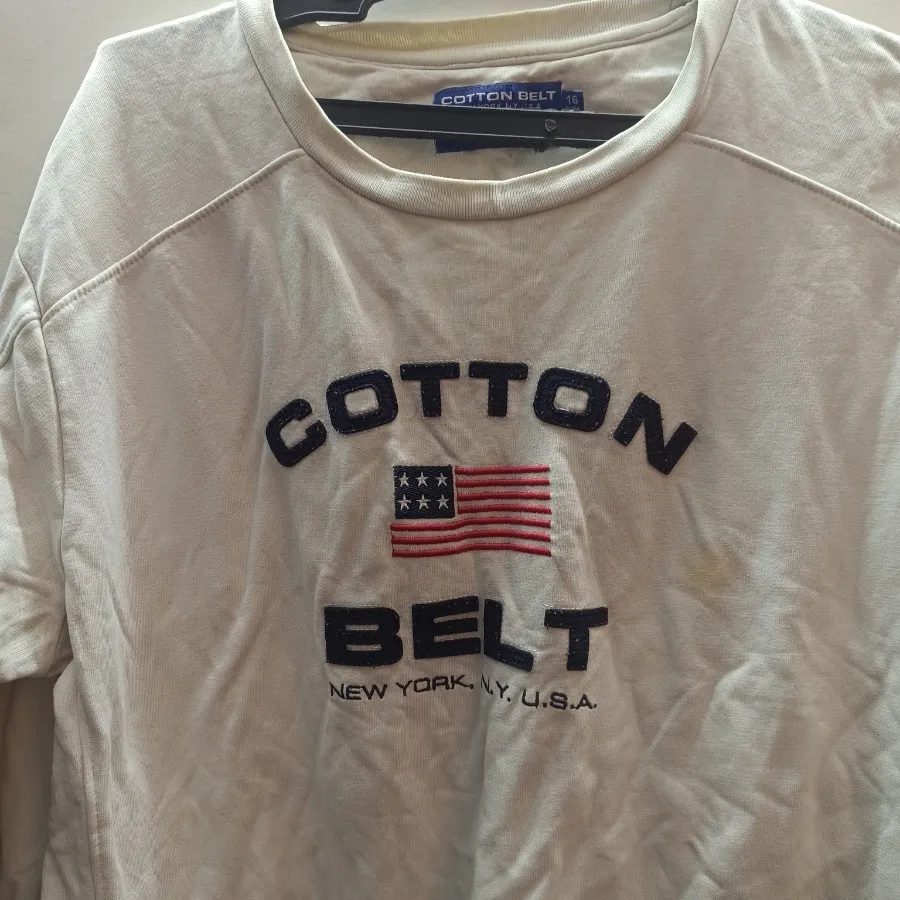 COTTON BELT
16
COTTON
BELT
NEW YORK, N.Y. U.S.A.